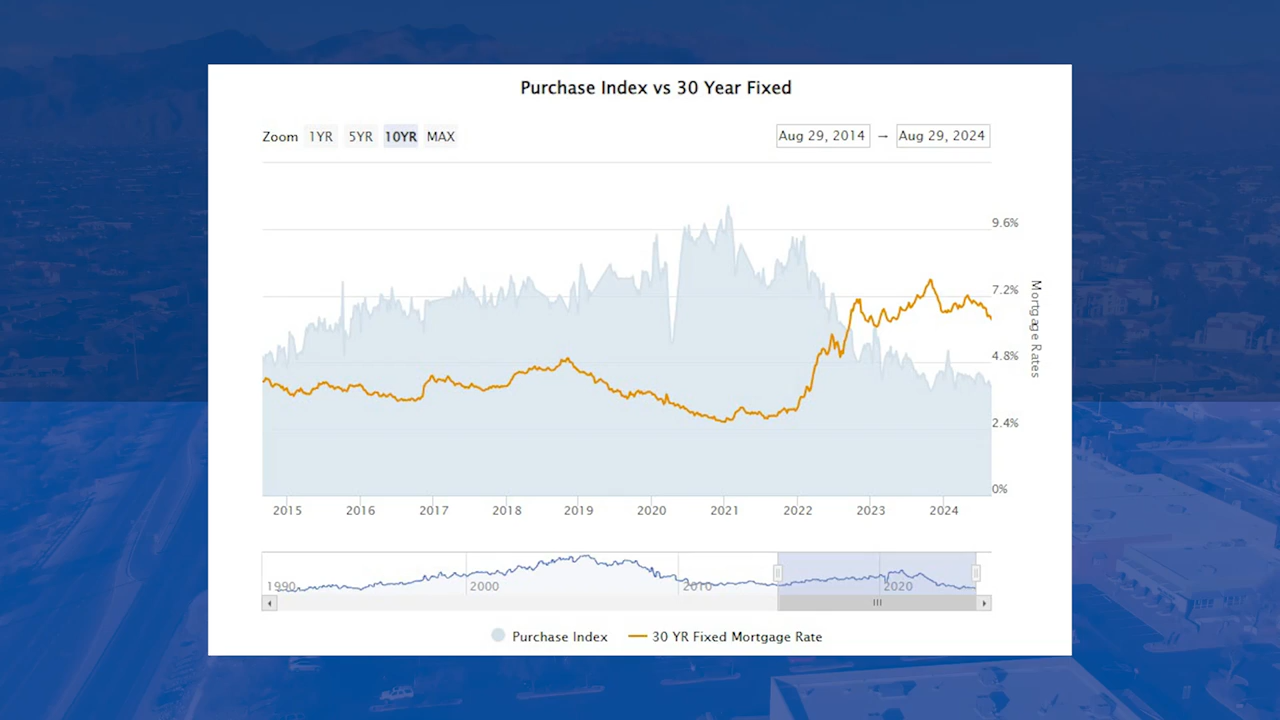 Purchase Index vs 30 Year Fixed
Zoom 1YR 5YR 10YR MAX Aug 29, 2014 → Aug 29, 2024
9.6%
7.2%
4.8%
2.4%
0%
Mortgage Rates
2015 2016 2017 2018 2019 2020 2021 2022 2023 2024
1990 2000 2010 2020
Purchase Index 30 YR Fixed Mortgage Rate